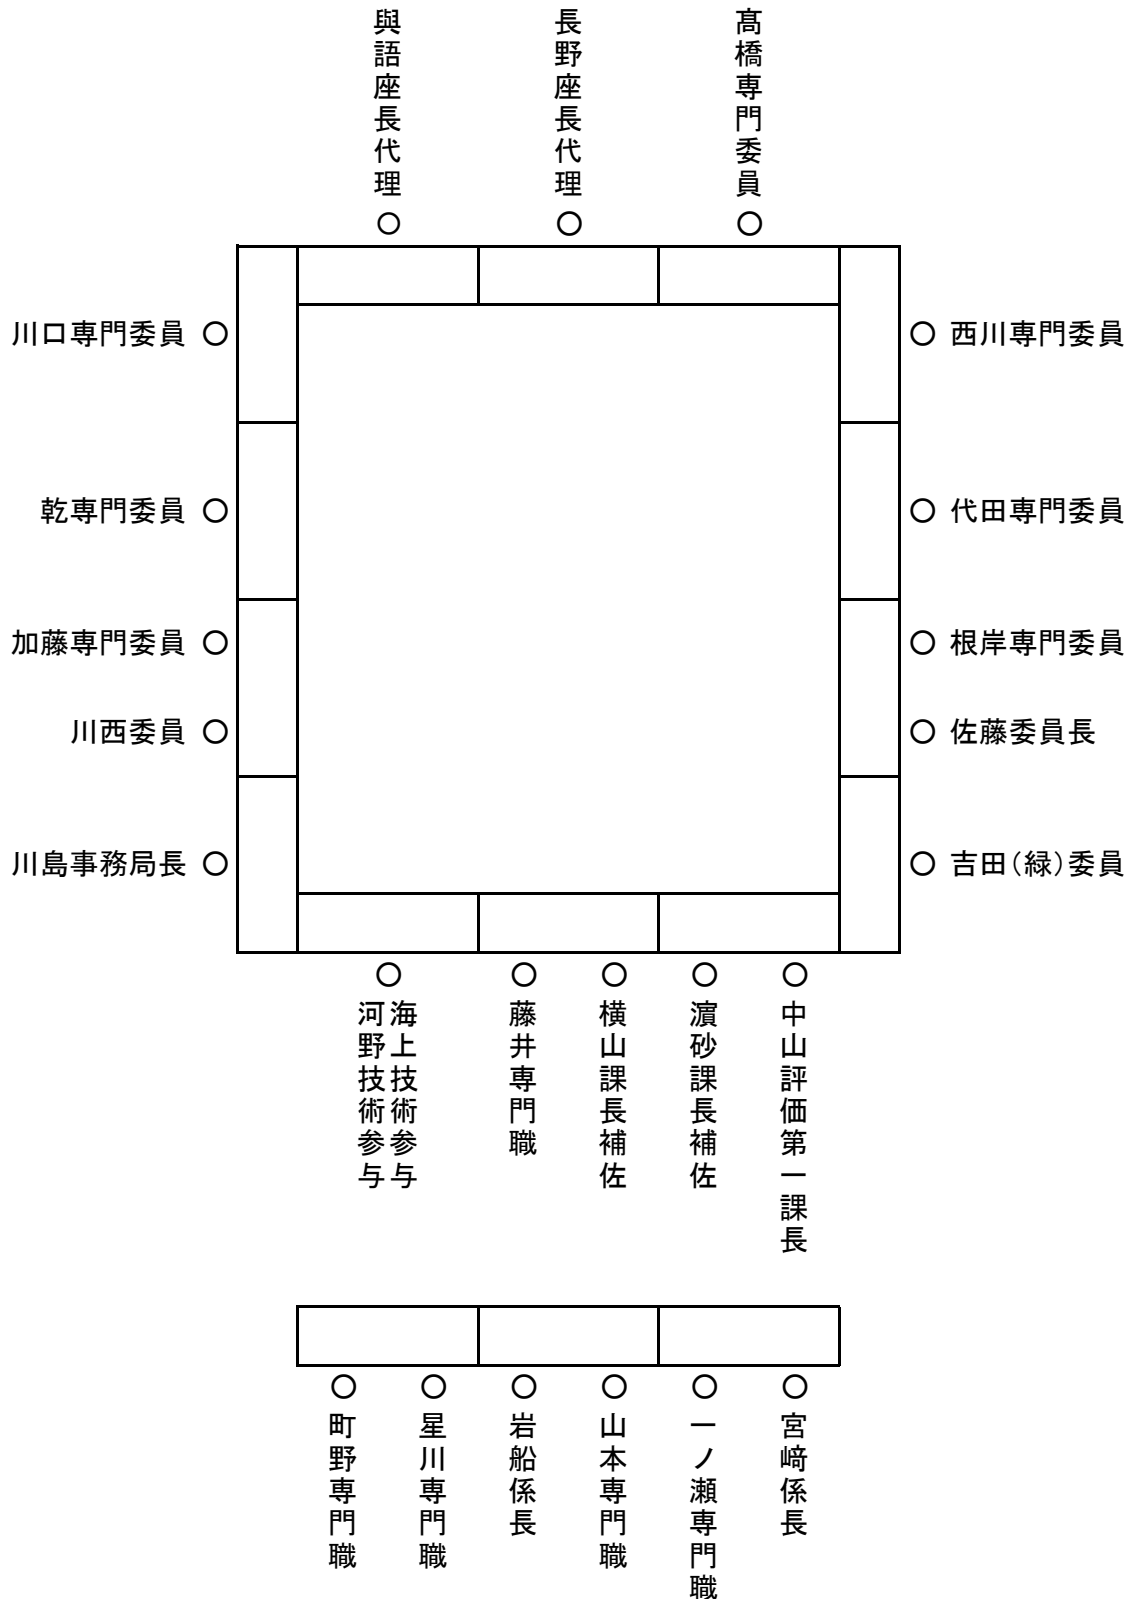 與語座長代理
長野座長代理
髙橋専門委員
川口専門委員
西川専門委員
乾専門委員
代田専門委員
加藤専門委員
根岸専門委員
川西委員
佐藤委員長
川島事務局長
吉田(緑)委員
海上技術参与
河野技術参与
藤井専門職
横山課長補佐
濵砂課長補佐
中山評価第一課長
町野専門職
星川専門職
岩船係長
山本専門職
一ノ瀬専門職
宮﨑係長